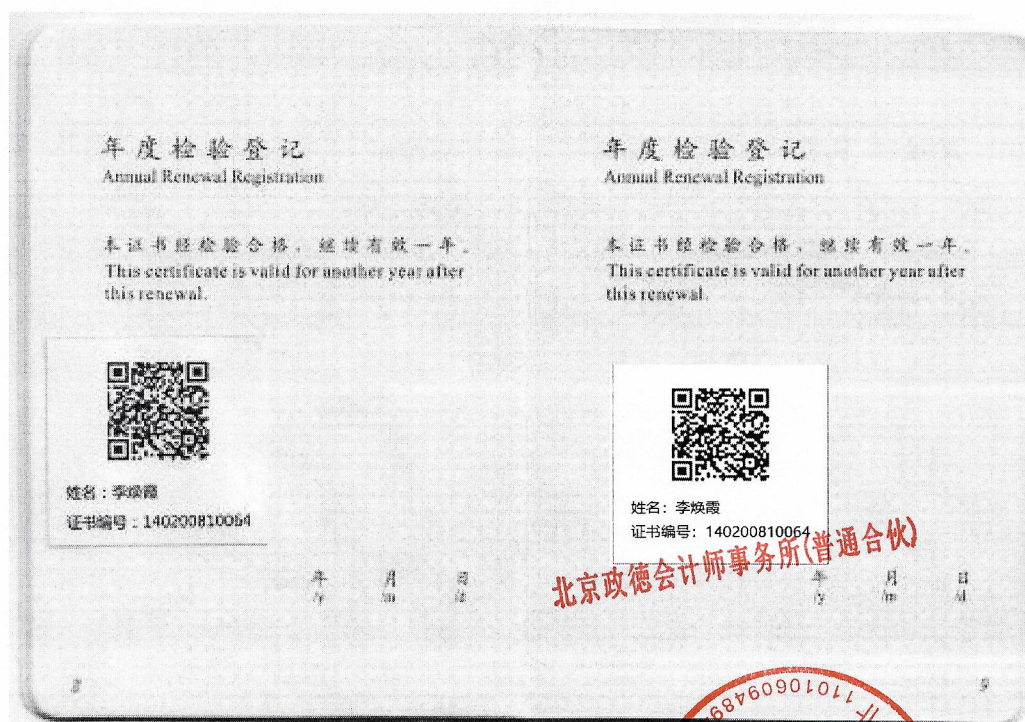 年度检验登记
Annual Renewal Registration
本证书经检验合格，继续有效一年。
This certificate is valid for another year after
this renewal.
姓名：李焕霞
证书编号：140200810064
年 月 日
/y /m /d
8
年度检验登记
Annual Renewal Registration
本证书经检验合格，继续有效一年。
This certificate is valid for another year after
this renewal.
姓名：李焕霞
证书编号：140200810064
北京政德会计师事务所(普通合伙)
年 月 日
/y /m /d
9